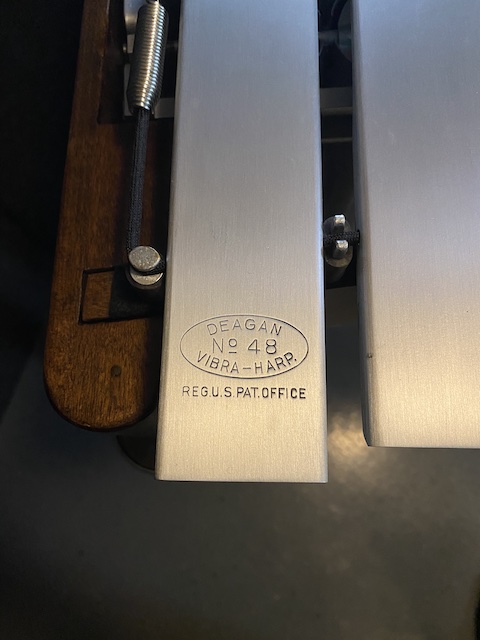 DEAGAN
No 48
VIBRA-HARP.
REG.U.S.PAT.OFFICE